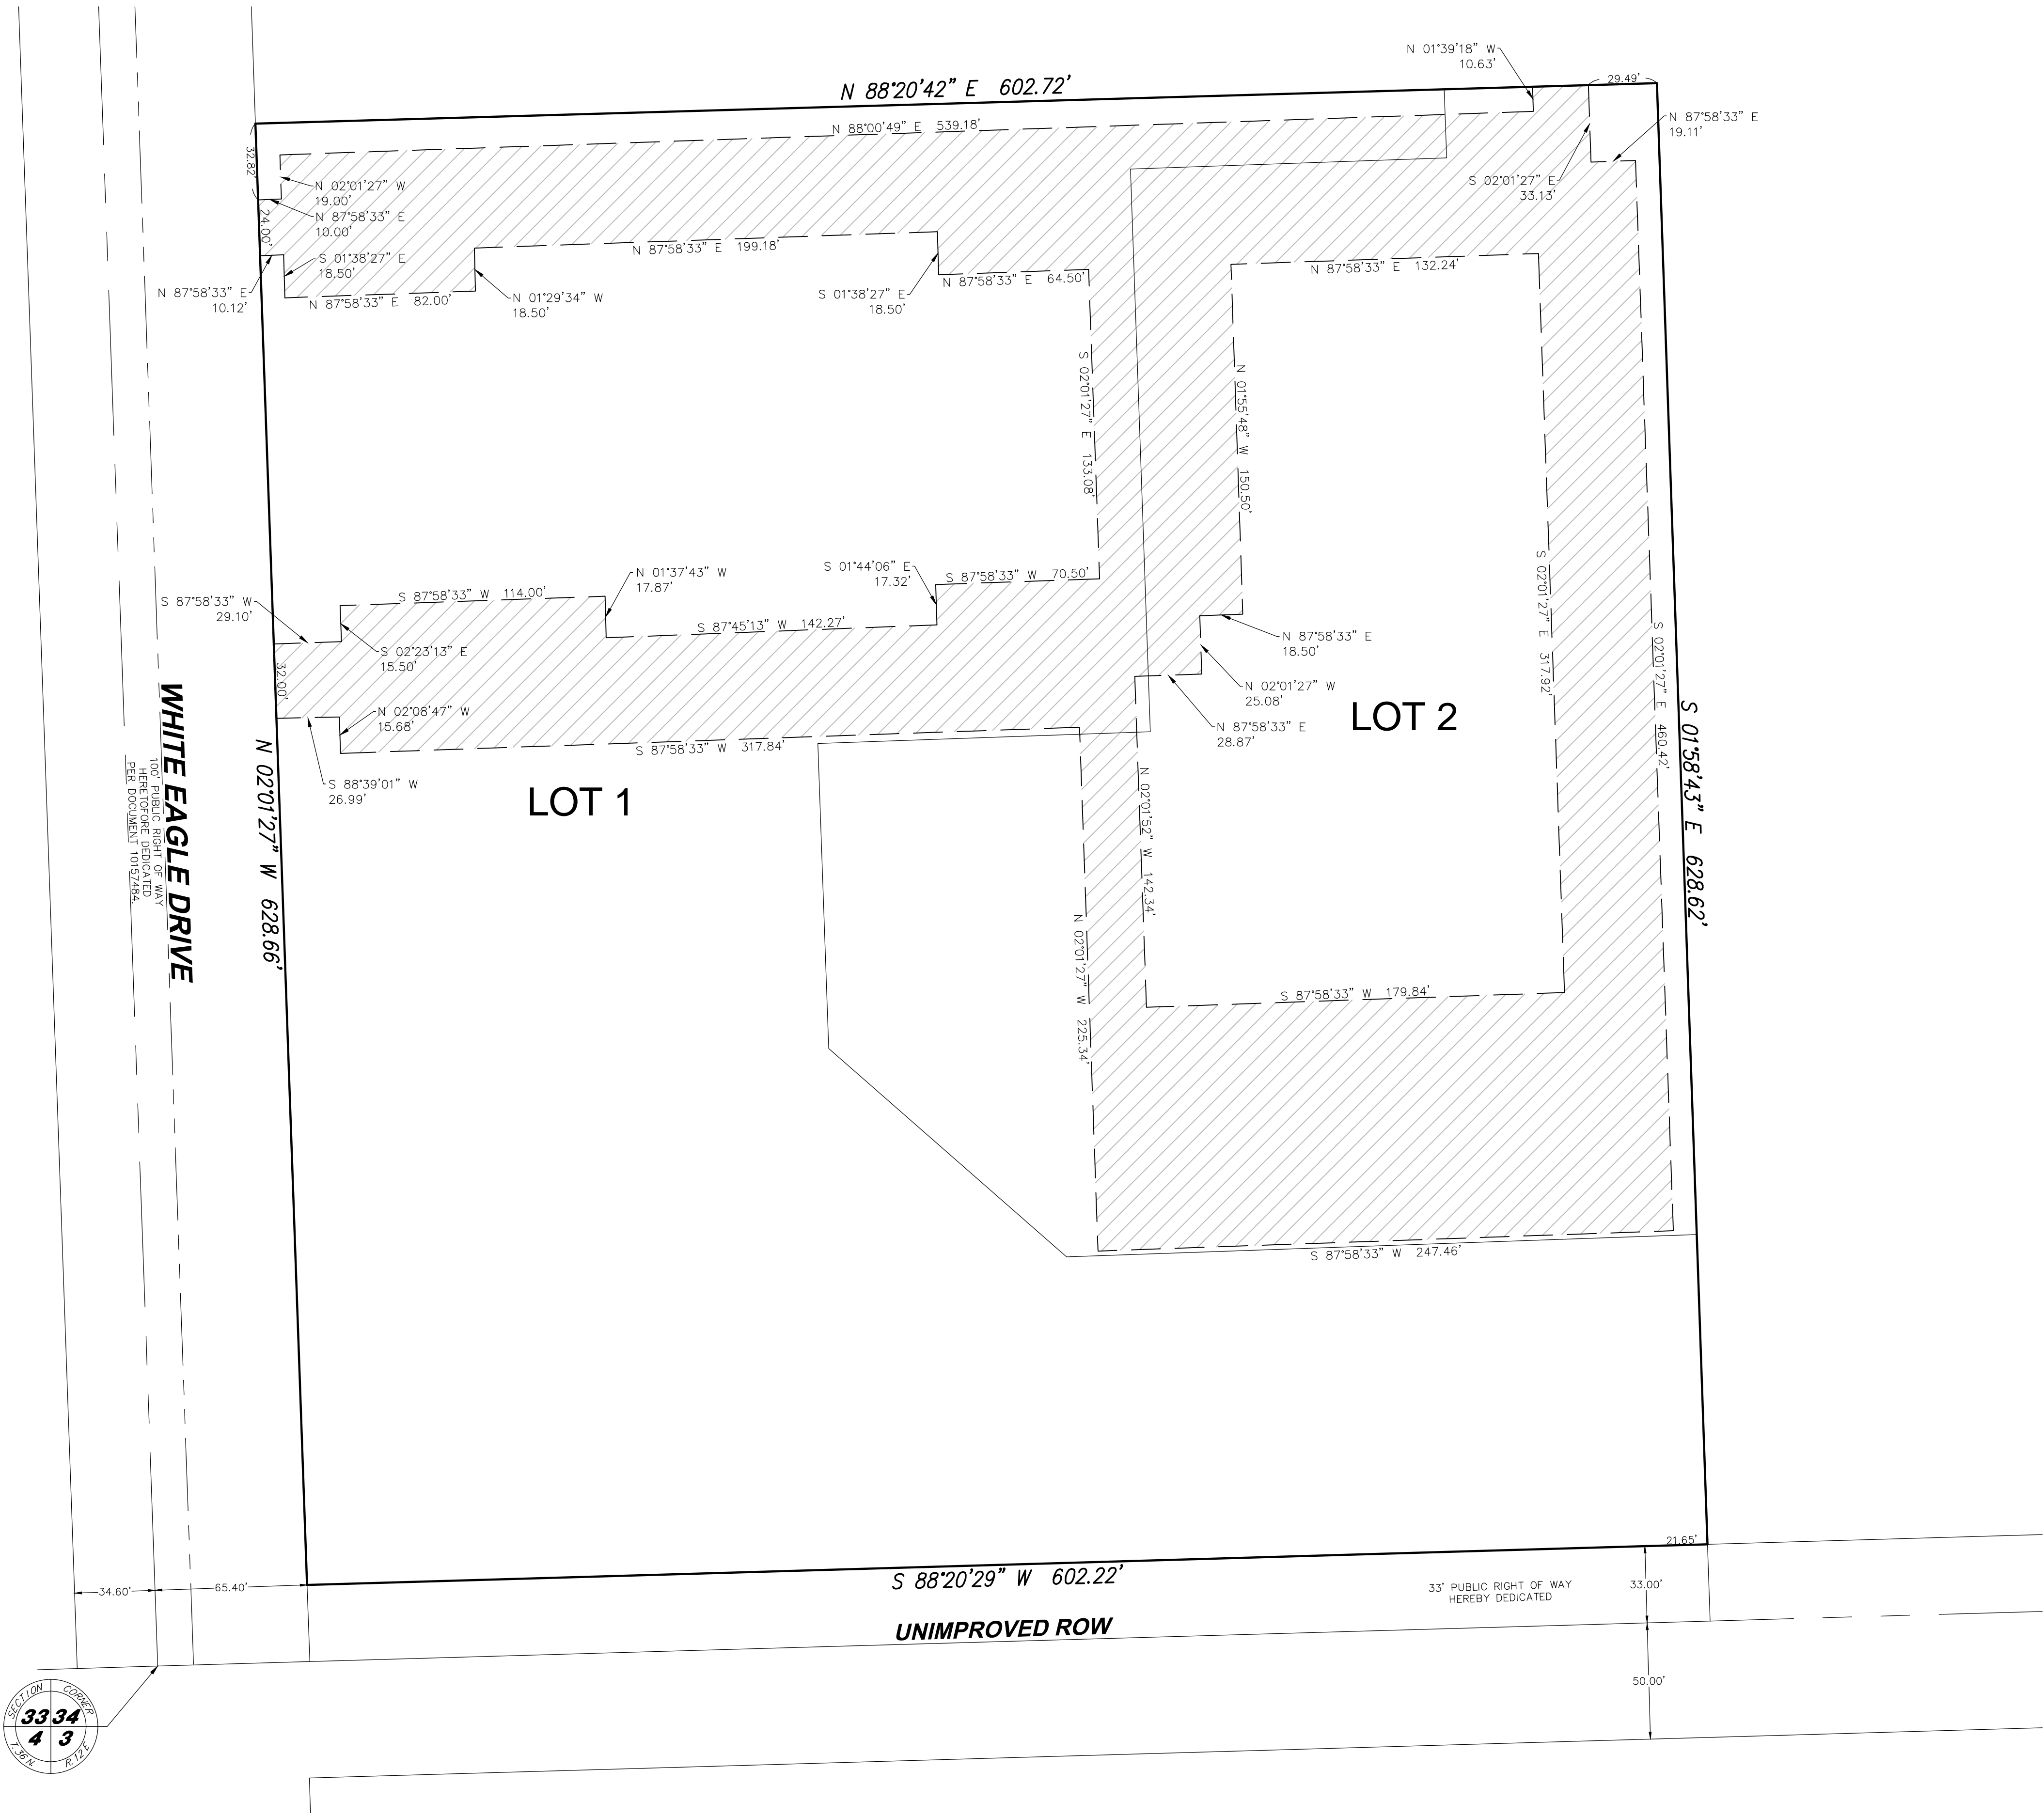 N 01°39'18" W
10.63'
29.49'
N 88°20'42" E 602.72'
N 87°58'33" E
19.11'
N 88°00'49" E 539.18'
32.82'
N 02°01'27" W
19.00'
S 02°01'27" E
33.13'
N 87°58'33" E
10.00'
24.00'
N 87°58'33" E 199.18'
S 01°38'27" E
18.50'
N 87°58'33" E 132.24'
N 87°58'33" E 64.50'
N 87°58'33" E
10.12'
N 87°58'33" E 82.00'
N 01°29'34" W
18.50'
S 01°38'27" E
18.50'
S 02°01'27" E 133.08'
N 01°55'48" W 150.50'
S 01°44'06" E
17.32'
N 01°37'43" W
17.87'
S 87°58'33" W 70.50'
S 87°58'33" W 114.00'
S 87°58'33" W
29.10'
S 87°45'13" W 142.27'
S 02°01'27" E 317.92'
S 02°01'27" E 460.42'
N 87°58'33" E
18.50'
S 02°23'13" E
15.50'
32.00'
N 02°01'27" W
25.08'
N 02°08'47" W
15.68'
N 87°58'33" E
28.87'
LOT 2
S 87°58'33" W 317.84'
S 88°39'01" W
26.99'
LOT 1
S 01°58'43" E 628.62'
WHITE EAGLE DRIVE
100' PUBLIC RIGHT OF WAY
HERETOFORE DEDICATED
PER DOCUMENT 10157484.
N 02°01'27" W 628.66'
N 02°01'52" W 142.34'
N 02°01'27" W 225.34'
S 87°58'33" W 179.84'
S 87°58'33" W 247.46'
21.65'
S 88°20'29" W 602.22'
34.60'
65.40'
33' PUBLIC RIGHT OF WAY
HEREBY DEDICATED
33.00'
UNIMPROVED ROW
50.00'
SECTION CORNER
33 34
4 3
T.36 N. R.12 E.